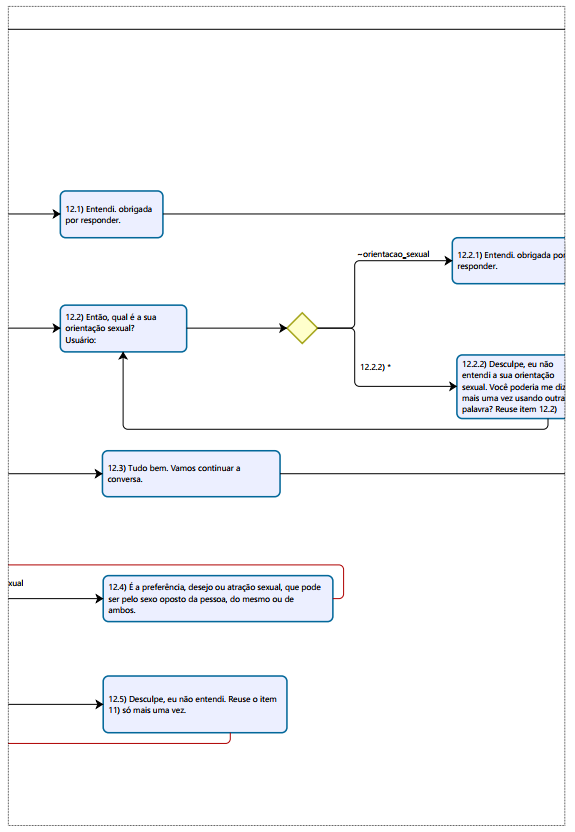 12.1) Entendi. obrigada
por responder.
~orientacao_sexual
12.2.1) Entendi. obrigada por
responder.
12.2) Então, qual é a sua
orientação sexual?
Usuário:
12.2.2) *
12.2.2) Desculpe, eu não
entendi a sua orientação
sexual. Você poderia me diz
mais uma vez usando outra
palavra? Reuse item 12.2)
12.3) Tudo bem. Vamos continuar a
conversa.
xual
12.4) É a preferência, desejo ou atração sexual, que pode
ser pelo sexo oposto da pessoa, do mesmo ou de
ambos.
12.5) Desculpe, eu não entendi. Reuse o item
11) só mais uma vez.